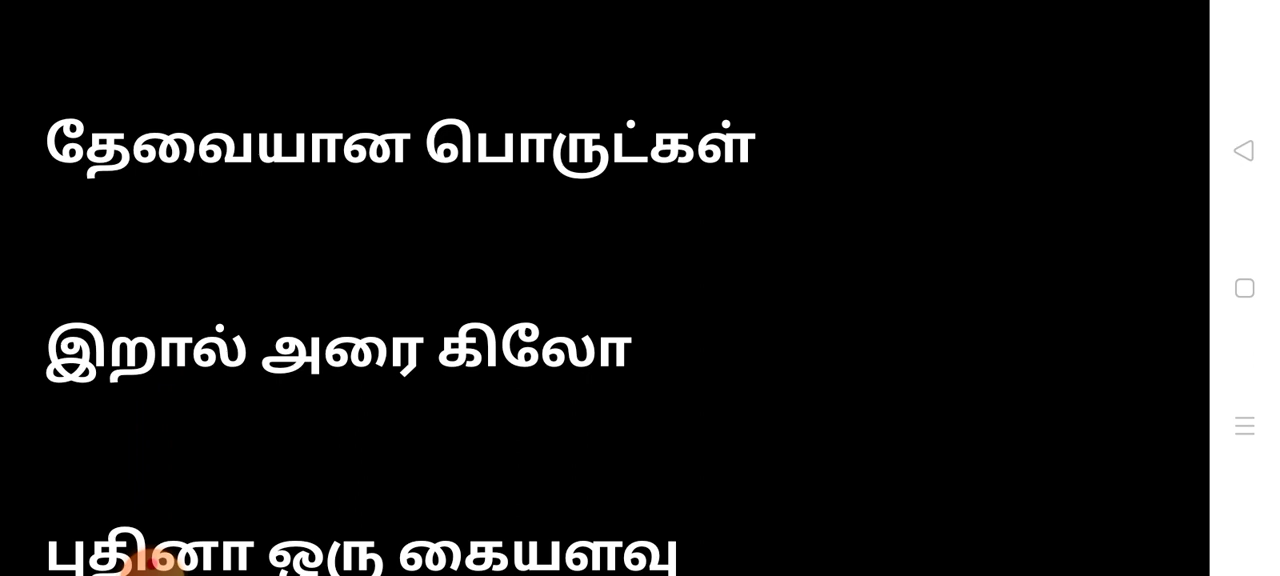 தேவையான பொருட்கள்
இறால் அரை கிலோ
புதினா ஒரு கையளவு